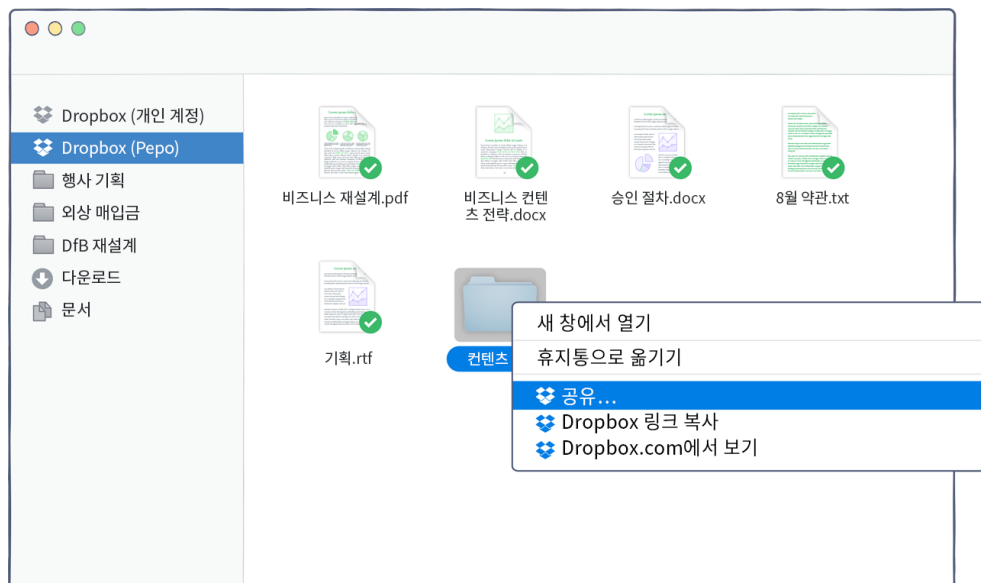 Dropbox (개인 계정)
Dropbox (Pepo)
행사 기획
외상 매입금
DfB 재설계
다운로드
문서
비즈니스 재설계.pdf
비즈니스 컨텐
츠 전략.docx
승인 절차.docx
8월 약관.txt
기획.rtf
컨텐츠
새 창에서 열기
휴지통으로 옮기기
공유...
Dropbox 링크 복사
Dropbox.com에서 보기